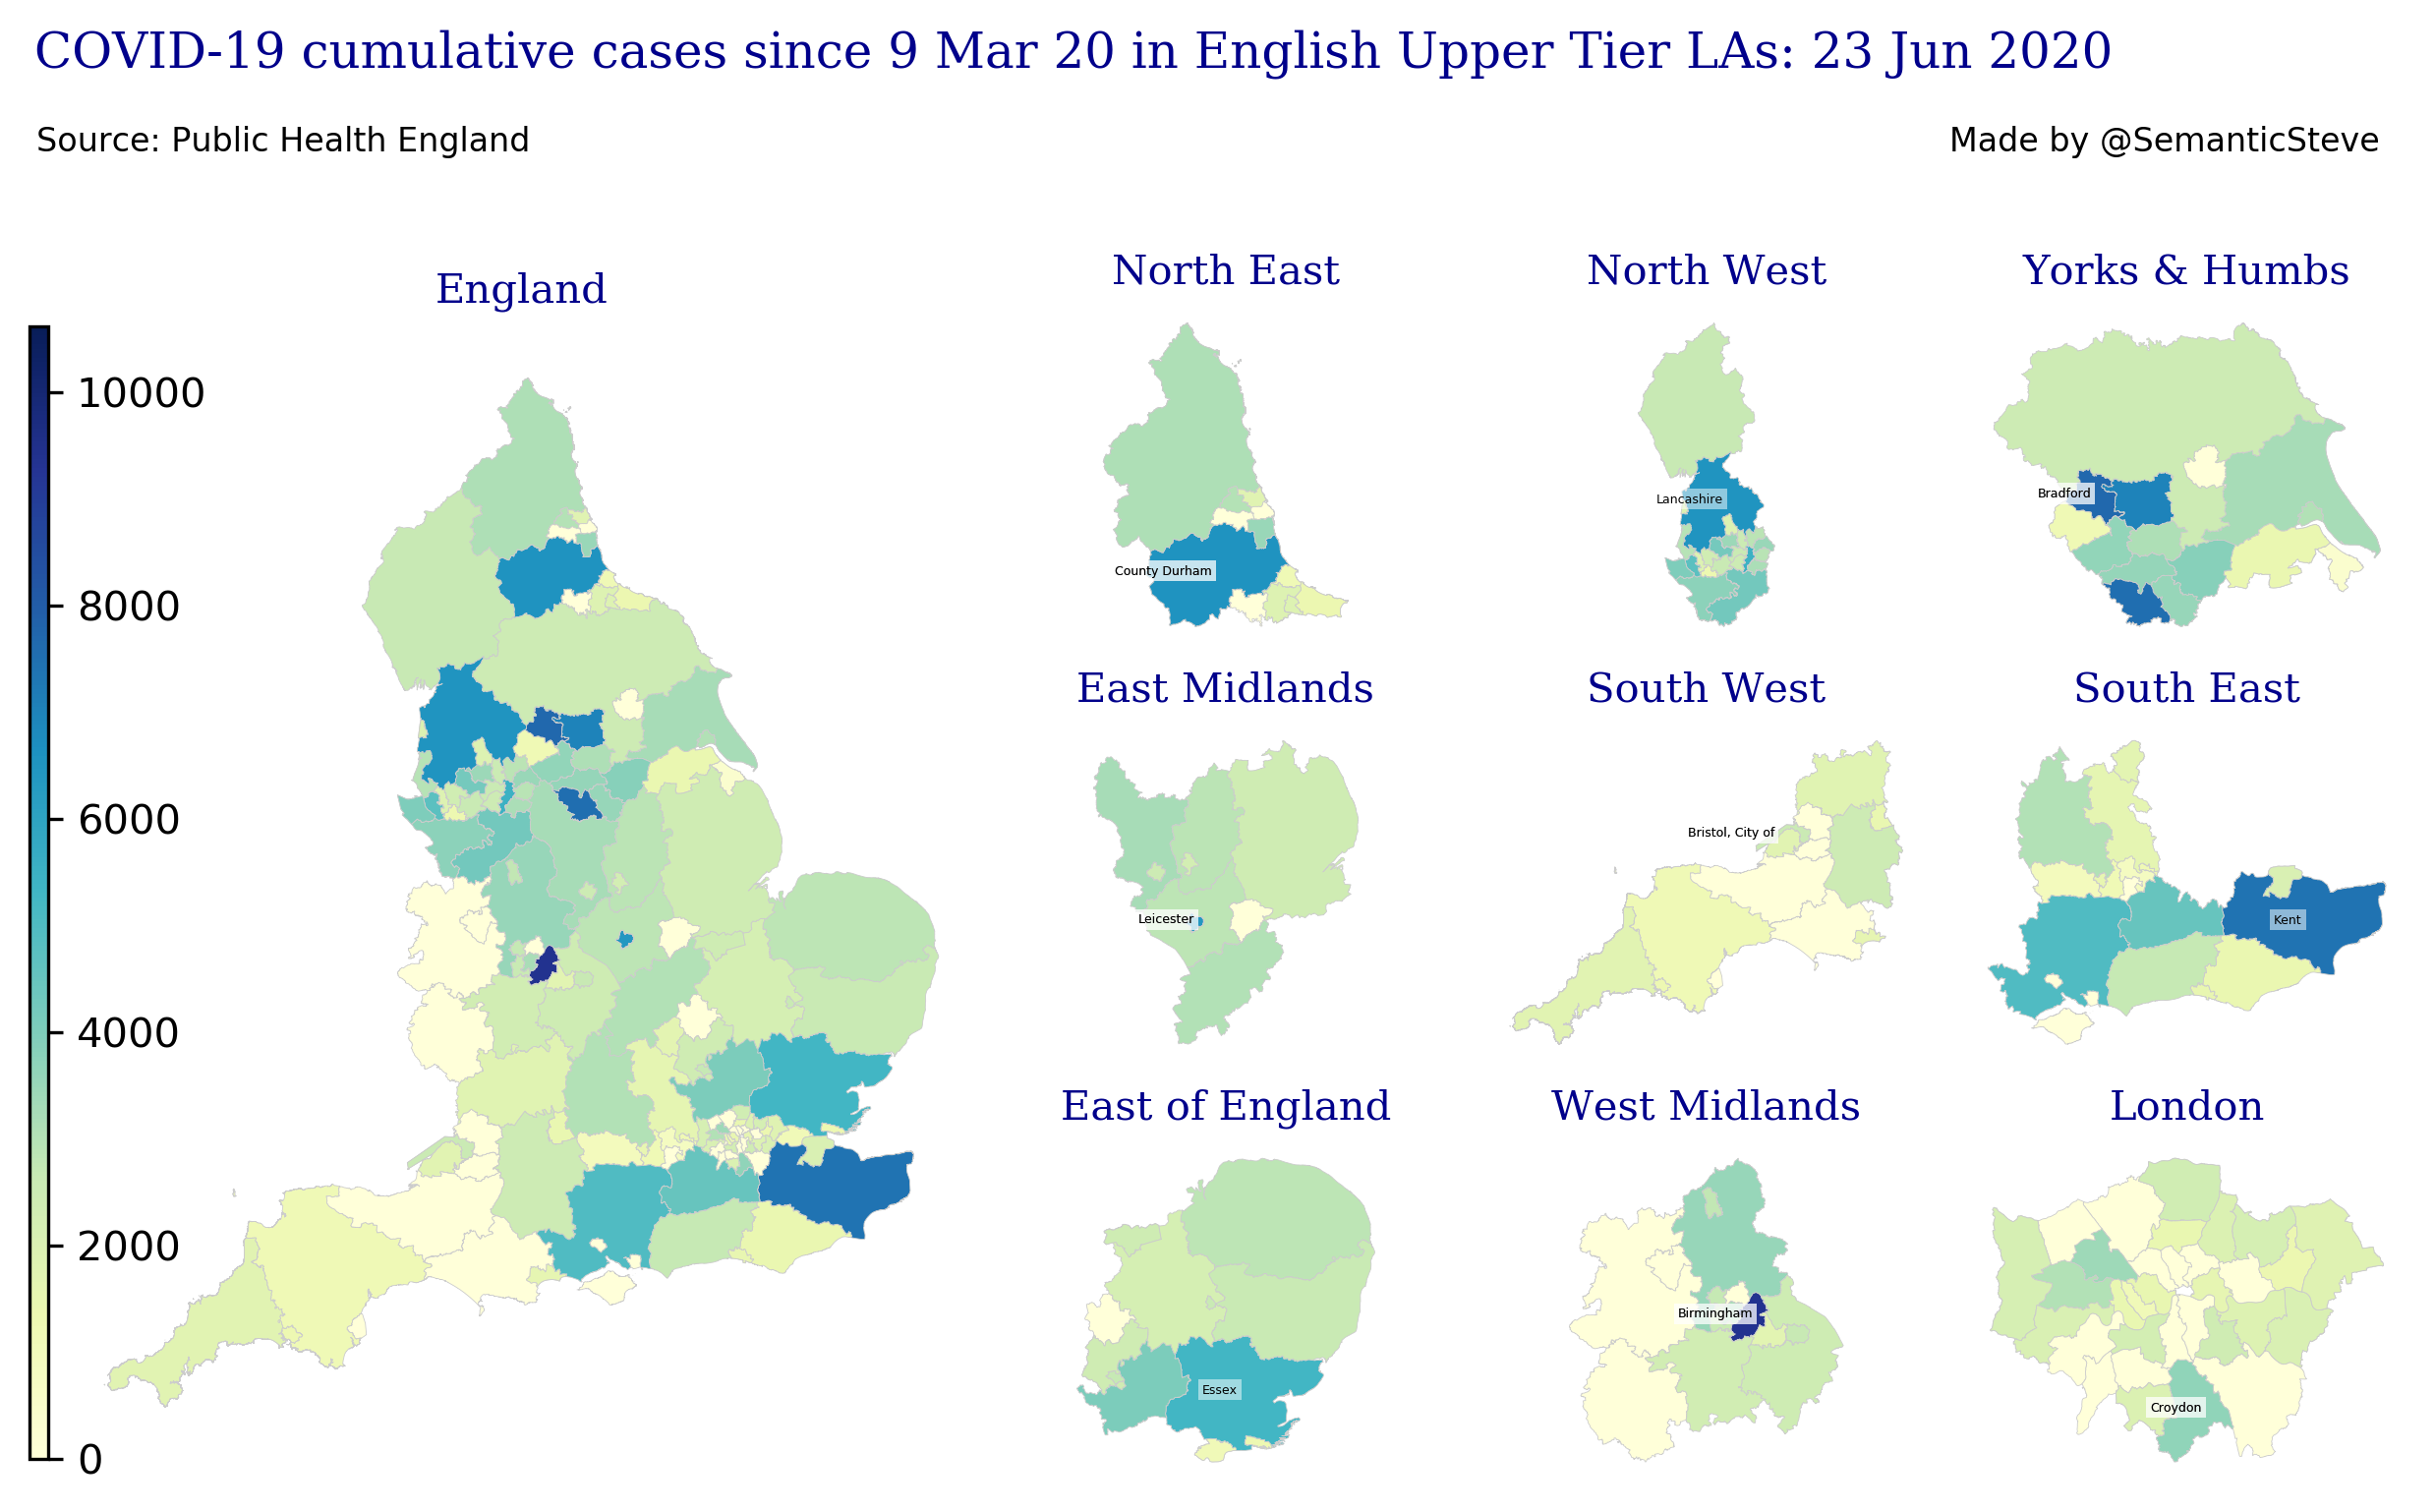 COVID-19 cumulative cases since 9 Mar 20 in English Upper Tier LAs: 23 Jun 2020
Source: Public Health England
Made by @SemanticSteve
England
10000
8000
6000
4000
2000
0
North East
County Durham
North West
Lancashire
Yorks & Humbs
Bradford
East Midlands
Leicester
South West
Bristol, City of
South East
Kent
East of England
Essex
West Midlands
Birmingham
London
Croydon